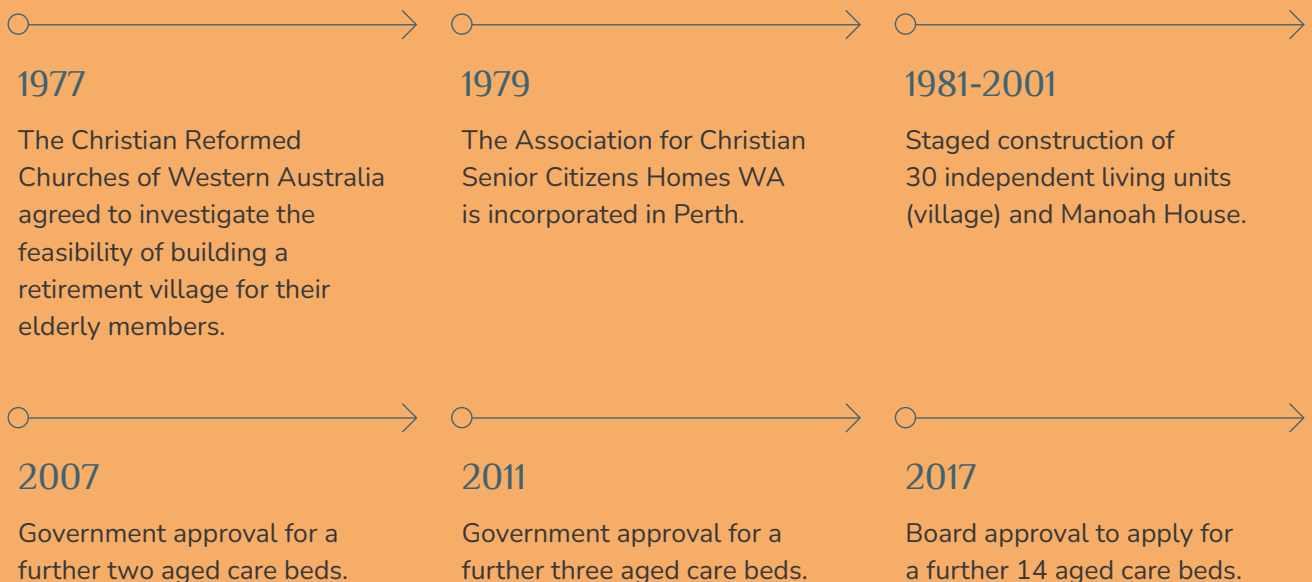 1977
The Christian Reformed
Churches of Western Australia
agreed to investigate the
feasibility of building a
retirement village for their
elderly members.
1979
The Association for Christian
Senior Citizens Homes WA
is incorporated in Perth.
1981-2001
Staged construction of
30 independent living units
(village) and Manoah House.
2007
Government approval for a
further two aged care beds.
2011
Government approval for a
further three aged care beds.
2017
Board approval to apply for
a further 14 aged care beds.